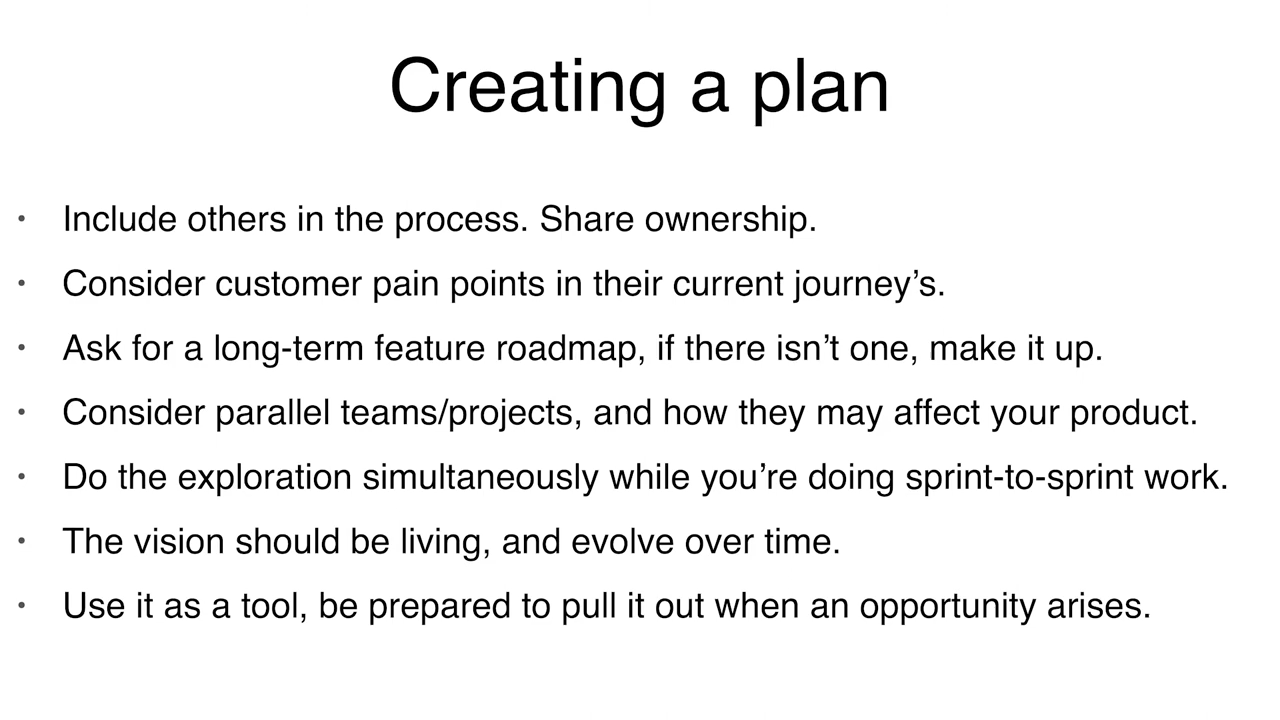 Creating a plan
• Include others in the process. Share ownership.
• Consider customer pain points in their current journey’s.
• Ask for a long-term feature roadmap, if there isn’t one, make it up.
• Consider parallel teams/projects, and how they may affect your product.
• Do the exploration simultaneously while you’re doing sprint-to-sprint work.
• The vision should be living, and evolve over time.
• Use it as a tool, be prepared to pull it out when an opportunity arises.